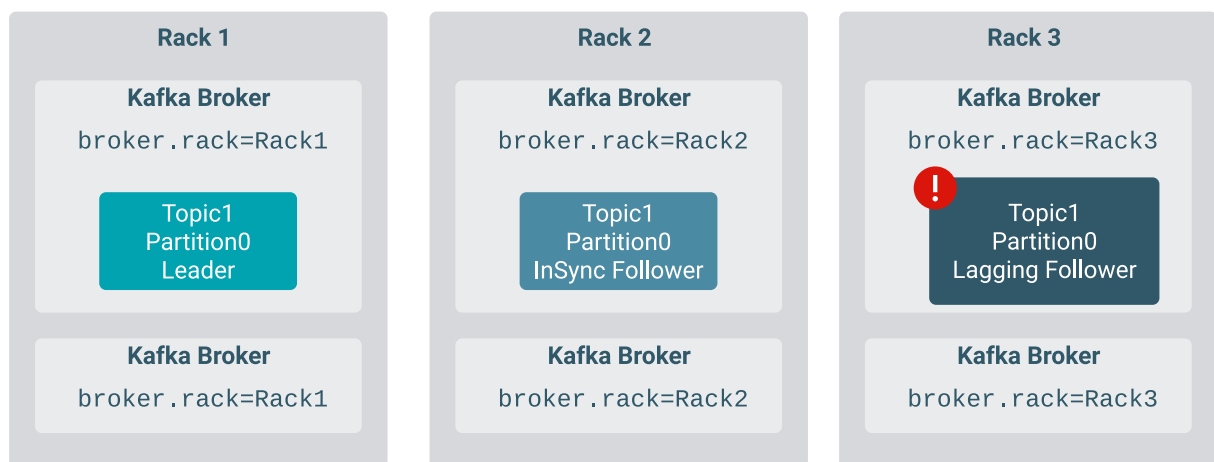 Rack 1
Kafka Broker
broker.rack=Rack1
Topic1
Partition0
Leader
Kafka Broker
broker.rack=Rack1
Rack 2
Kafka Broker
broker.rack=Rack2
Topic1
Partition0
InSync Follower
Kafka Broker
broker.rack=Rack2
Rack 3
Kafka Broker
broker.rack=Rack3
!
Topic1
Partition0
Lagging Follower
Kafka Broker
broker.rack=Rack3